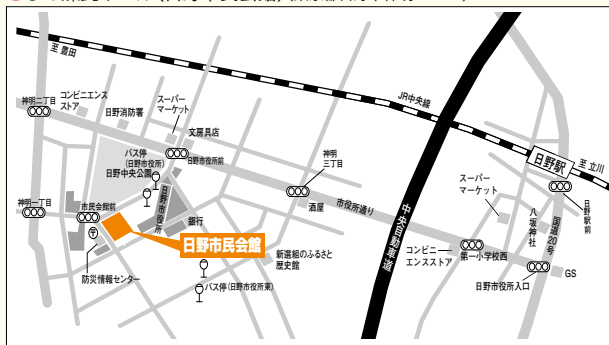 至 豊田
神明二丁目
コンビニエンス
ストア
日野消防署
スーパー
マーケット
文房具店
JR中央線
日野駅
至 立川
バス停
(日野市役所)
日野中央公園
日野市役所前
神明
三丁目
市役所通り
酒屋
中央自動車道
スーパー
マーケット
八坂神社
国道20号
日野駅前
神明一丁目
市民会館前
日野市役所
銀行
日野市民会館
防災情報センター
新選組のふるさと
歴史館
バス停(日野市役所東)
コンビニ
エンスストア
第一小学校西
日野市役所入口
GS